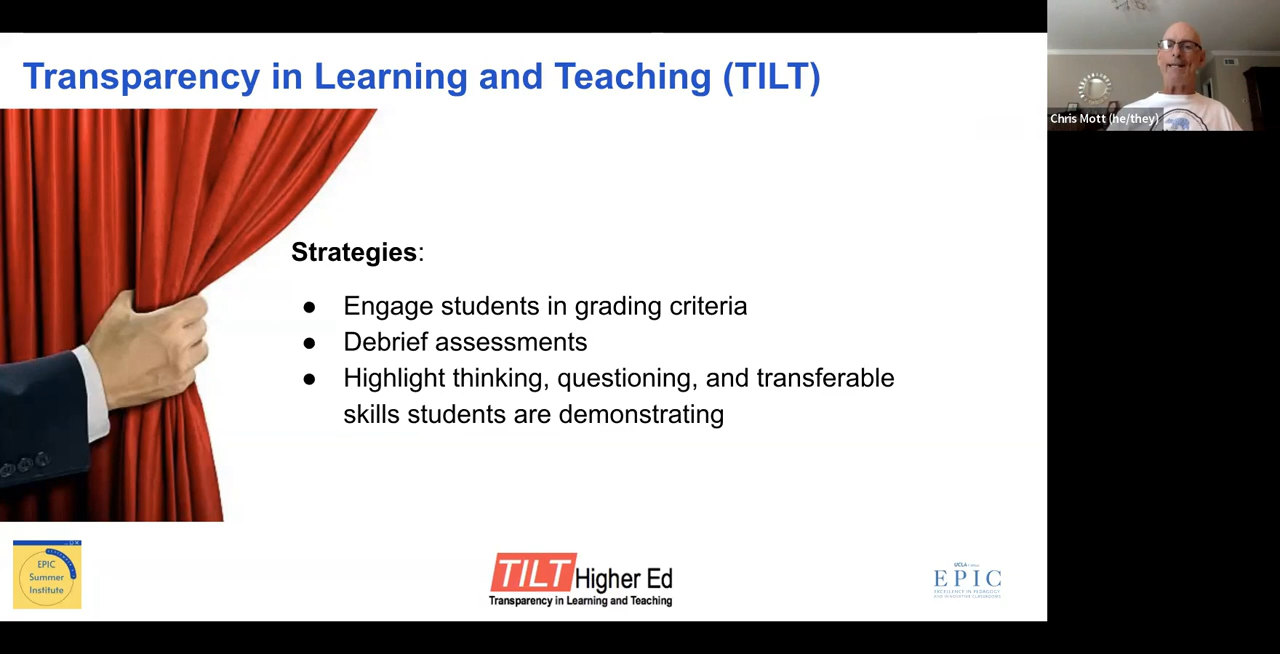 Transparency in Learning and Teaching (TILT)
Chris Mott (he/they)
Strategies:
● Engage students in grading criteria
● Debrief assessments
● Highlight thinking, questioning, and transferable
skills students are demonstrating
EPIC
Summer
Institute
TILT Higher Ed
Transparency in Learning and Teaching
UCLA
EPIC
EXCELLENCE IN PEDAGOGY
AND INNOVATIVE CLASSROOMS